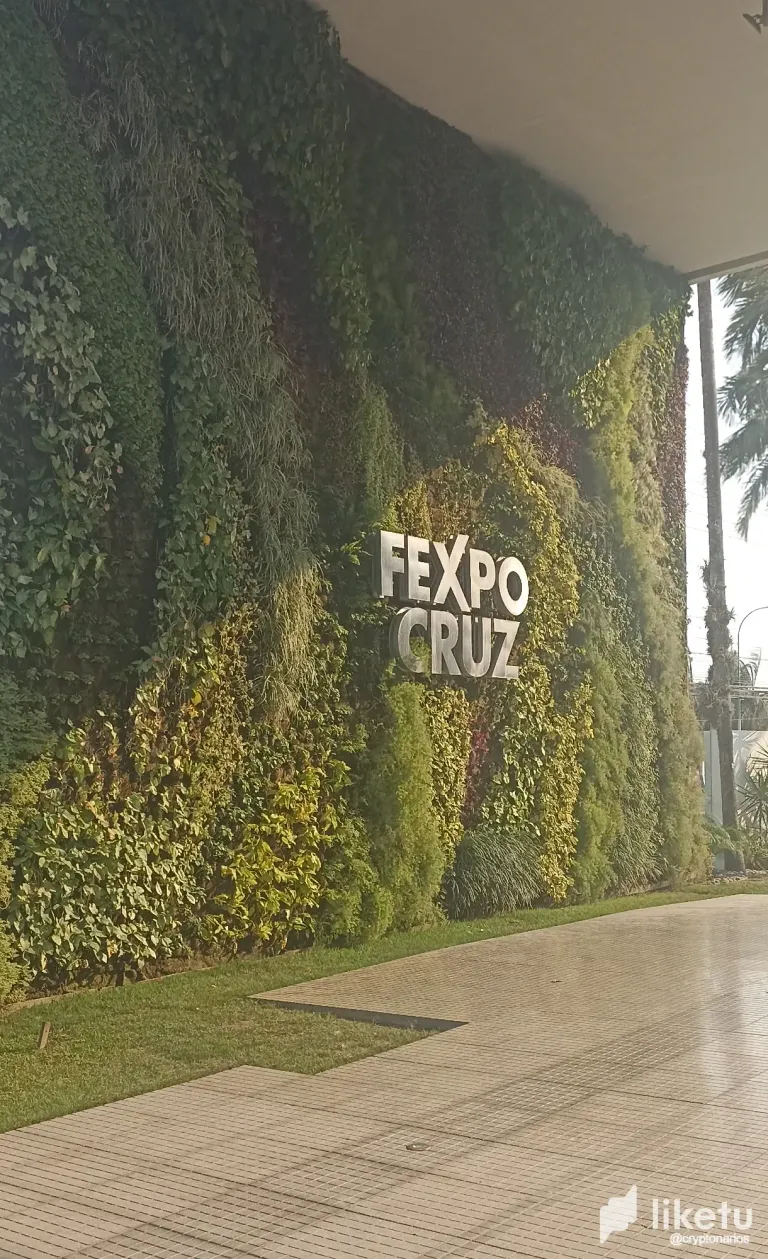 FEXPO
CRUZ
liketu
@cryptonarios